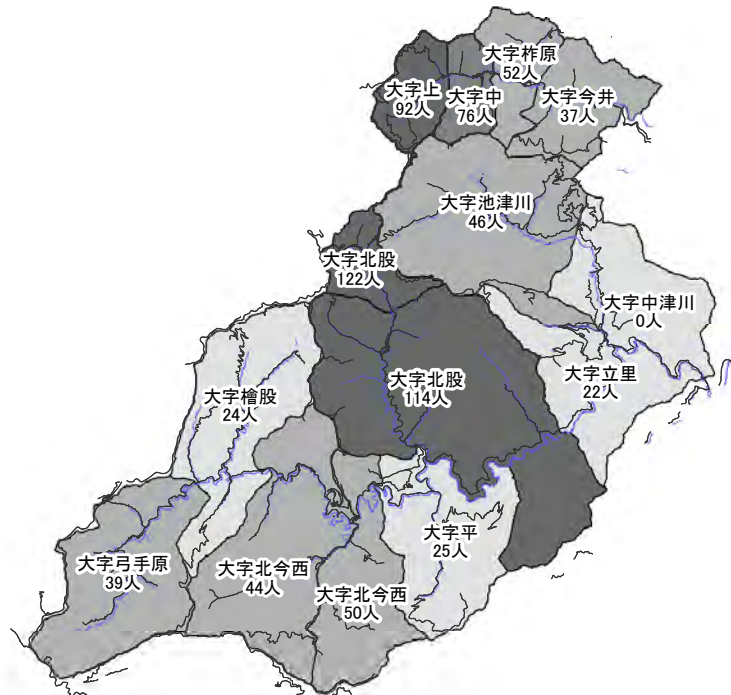 大字柞原
52人
大字上
92人
大字中
76人
大字今井
37人
大字池津川
46人
大字北股
122人
大字中津川
0人
大字立里
22人
大字北股
114人
大字檜股
24人
大字平
25人
大字弓手原
39人
大字北今西
44人
大字北今西
50人